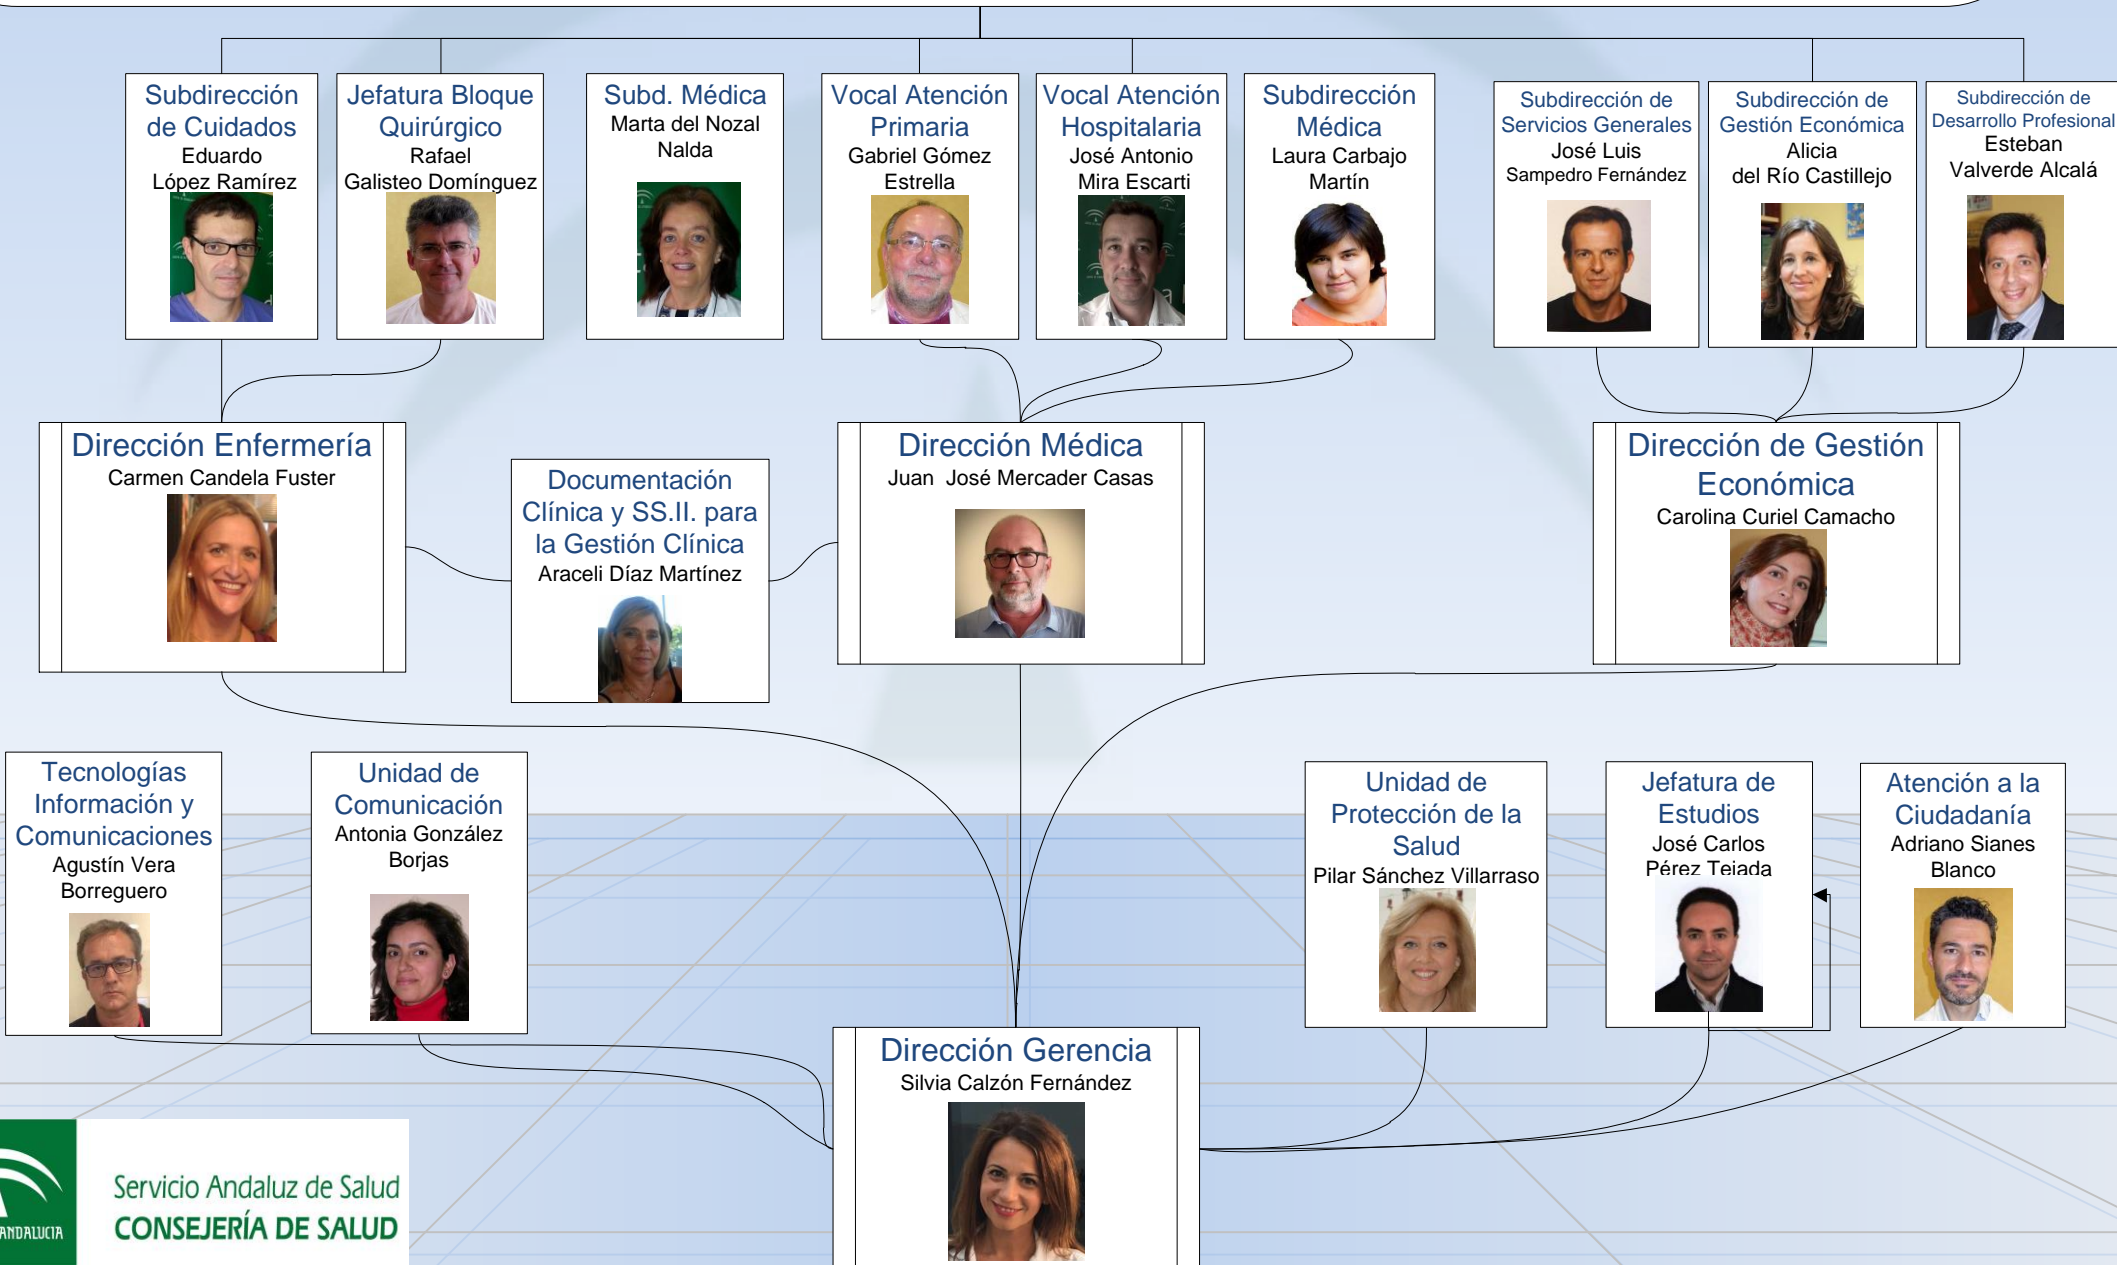 Subdirección
de Cuidados
Eduardo
López Ramírez
Jefatura Bloque
Quirúrgico
Rafael
Galisteo Domínguez
Subd. Médica
Marta del Nozal
Nalda
Vocal Atención
Primaria
Gabriel Gómez
Estrella
Vocal Atención
Hospitalaria
José Antonio
Mira Escarti
Subdirección
Médica
Laura Carbajo
Martín
Subdirección de
Servicios Generales
José Luis
Sampedro Fernández
Subdirección de
Gestión Económica
Alicia
del Río Castillejo
Subdirección de
Desarrollo Profesional
Esteban
Valverde Alcalá
Dirección Enfermería
Carmen Candela Fuster
Documentación
Clínica y SS.II. para
la Gestión Clínica
Araceli Díaz Martínez
Dirección Médica
Juan José Mercader Casas
Dirección de Gestión
Económica
Carolina Curiel Camacho
Tecnologías
Información y
Comunicaciones
Agustín Vera
Borreguero
Unidad de
Comunicación
Antonia González
Borjas
Unidad de
Protección de la
Salud
Pilar Sánchez Villarraso
Jefatura de
Estudios
José Carlos
Pérez Tejada
Atención a la
Ciudadanía
Adriano Sianes
Blanco
Dirección Gerencia
Silvia Calzón Fernández
ANDALUCIA
Servicio Andaluz de Salud
CONSEJERÍA DE SALUD